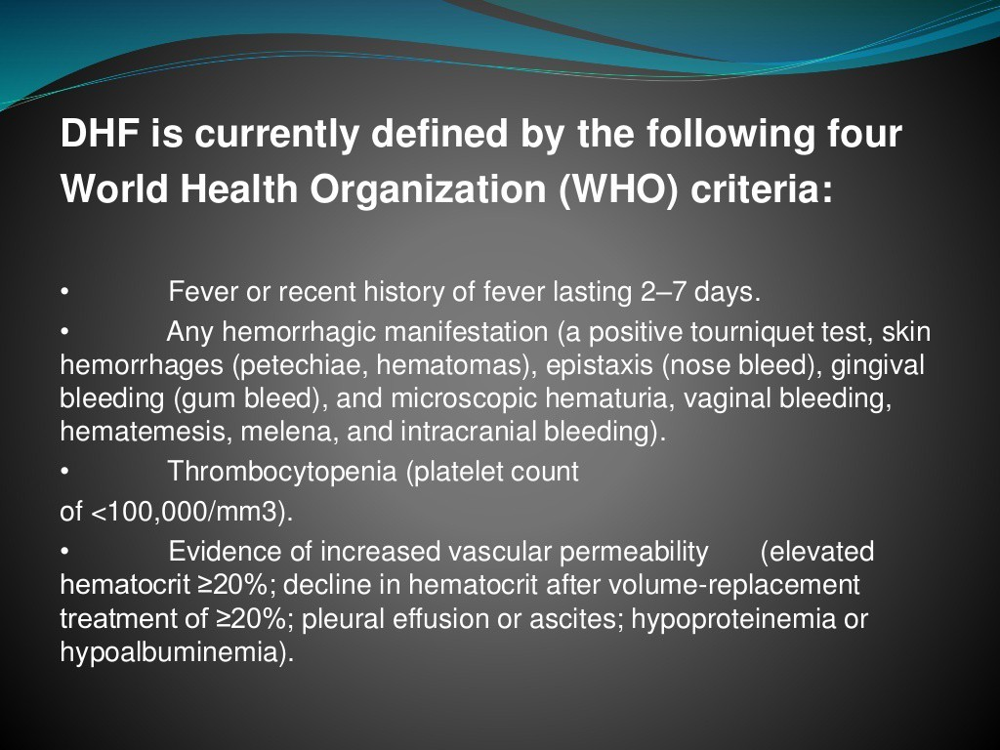 DHF is currently defined by the following four
World Health Organization (WHO) criteria:
• Fever or recent history of fever lasting 2–7 days.
• Any hemorrhagic manifestation (a positive tourniquet test, skin
hemorrhages (petechiae, hematomas), epistaxis (nose bleed), gingival
bleeding (gum bleed), and microscopic hematuria, vaginal bleeding,
hematemesis, melena, and intracranial bleeding).
• Thrombocytopenia (platelet count
of <100,000/mm3).
• Evidence of increased vascular permeability (elevated
hematocrit ≥20%; decline in hematocrit after volume-replacement
treatment of ≥20%; pleural effusion or ascites; hypoproteinemia or
hypoalbuminemia).